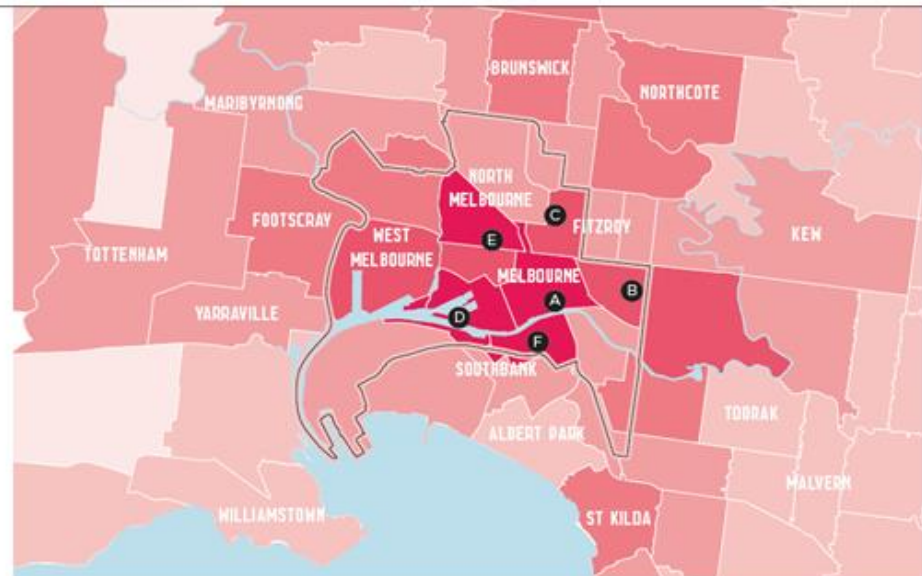 BRUNSWICK
NORTHCOTE
MARIBYRNONG
NORTH
MELBOURNE
C
FOOTSCRAY
FITZROY
WEST
MELBOURNE
E
KEW
TOTTENHAM
MELBOURNE
B
A
YARRAVILLE
D
F
SOUTHBANK
TOORAK
ALBERT PARK
MALVERN
WILLIAMSTOWN
ST KILDA